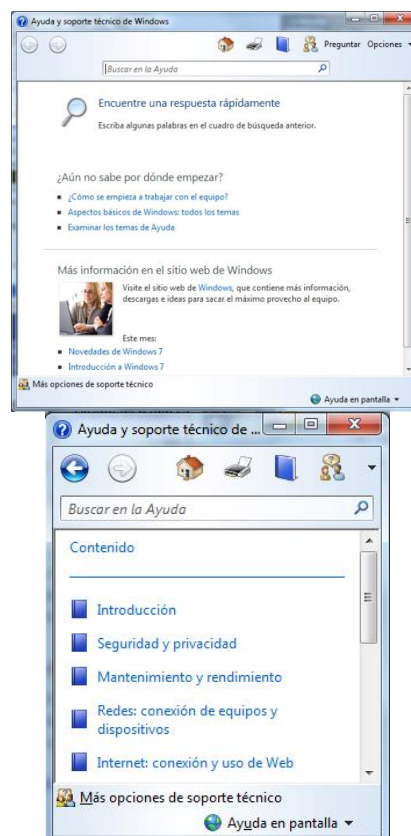 Ayuda y soporte técnico de Windows
Preguntar Opciones
Buscar en la Ayuda
Encuentre una respuesta rápidamente
Escriba algunas palabras en el cuadro de búsqueda anterior.
¿Aún no sabe por dónde empezar?
¿Cómo se empieza a trabajar con el equipo?
Aspectos básicos de Windows: todos los temas
Examinar los temas de Ayuda
Más información en el sitio web de Windows
Visite el sitio web de Windows, que contiene más información,
descargas e ideas para sacar el máximo provecho al equipo.
Este mes:
Novedades de Windows 7
Introducción a Windows 7
Más opciones de soporte técnico
Ayuda en pantalla
Ayuda y soporte técnico de ...
Buscar en la Ayuda
Contenido
Introducción
Seguridad y privacidad
Mantenimiento y rendimiento
Redes: conexión de equipos y
dispositivos
Internet: conexión y uso de Web
Más opciones de soporte técnico
Ayuda en pantalla